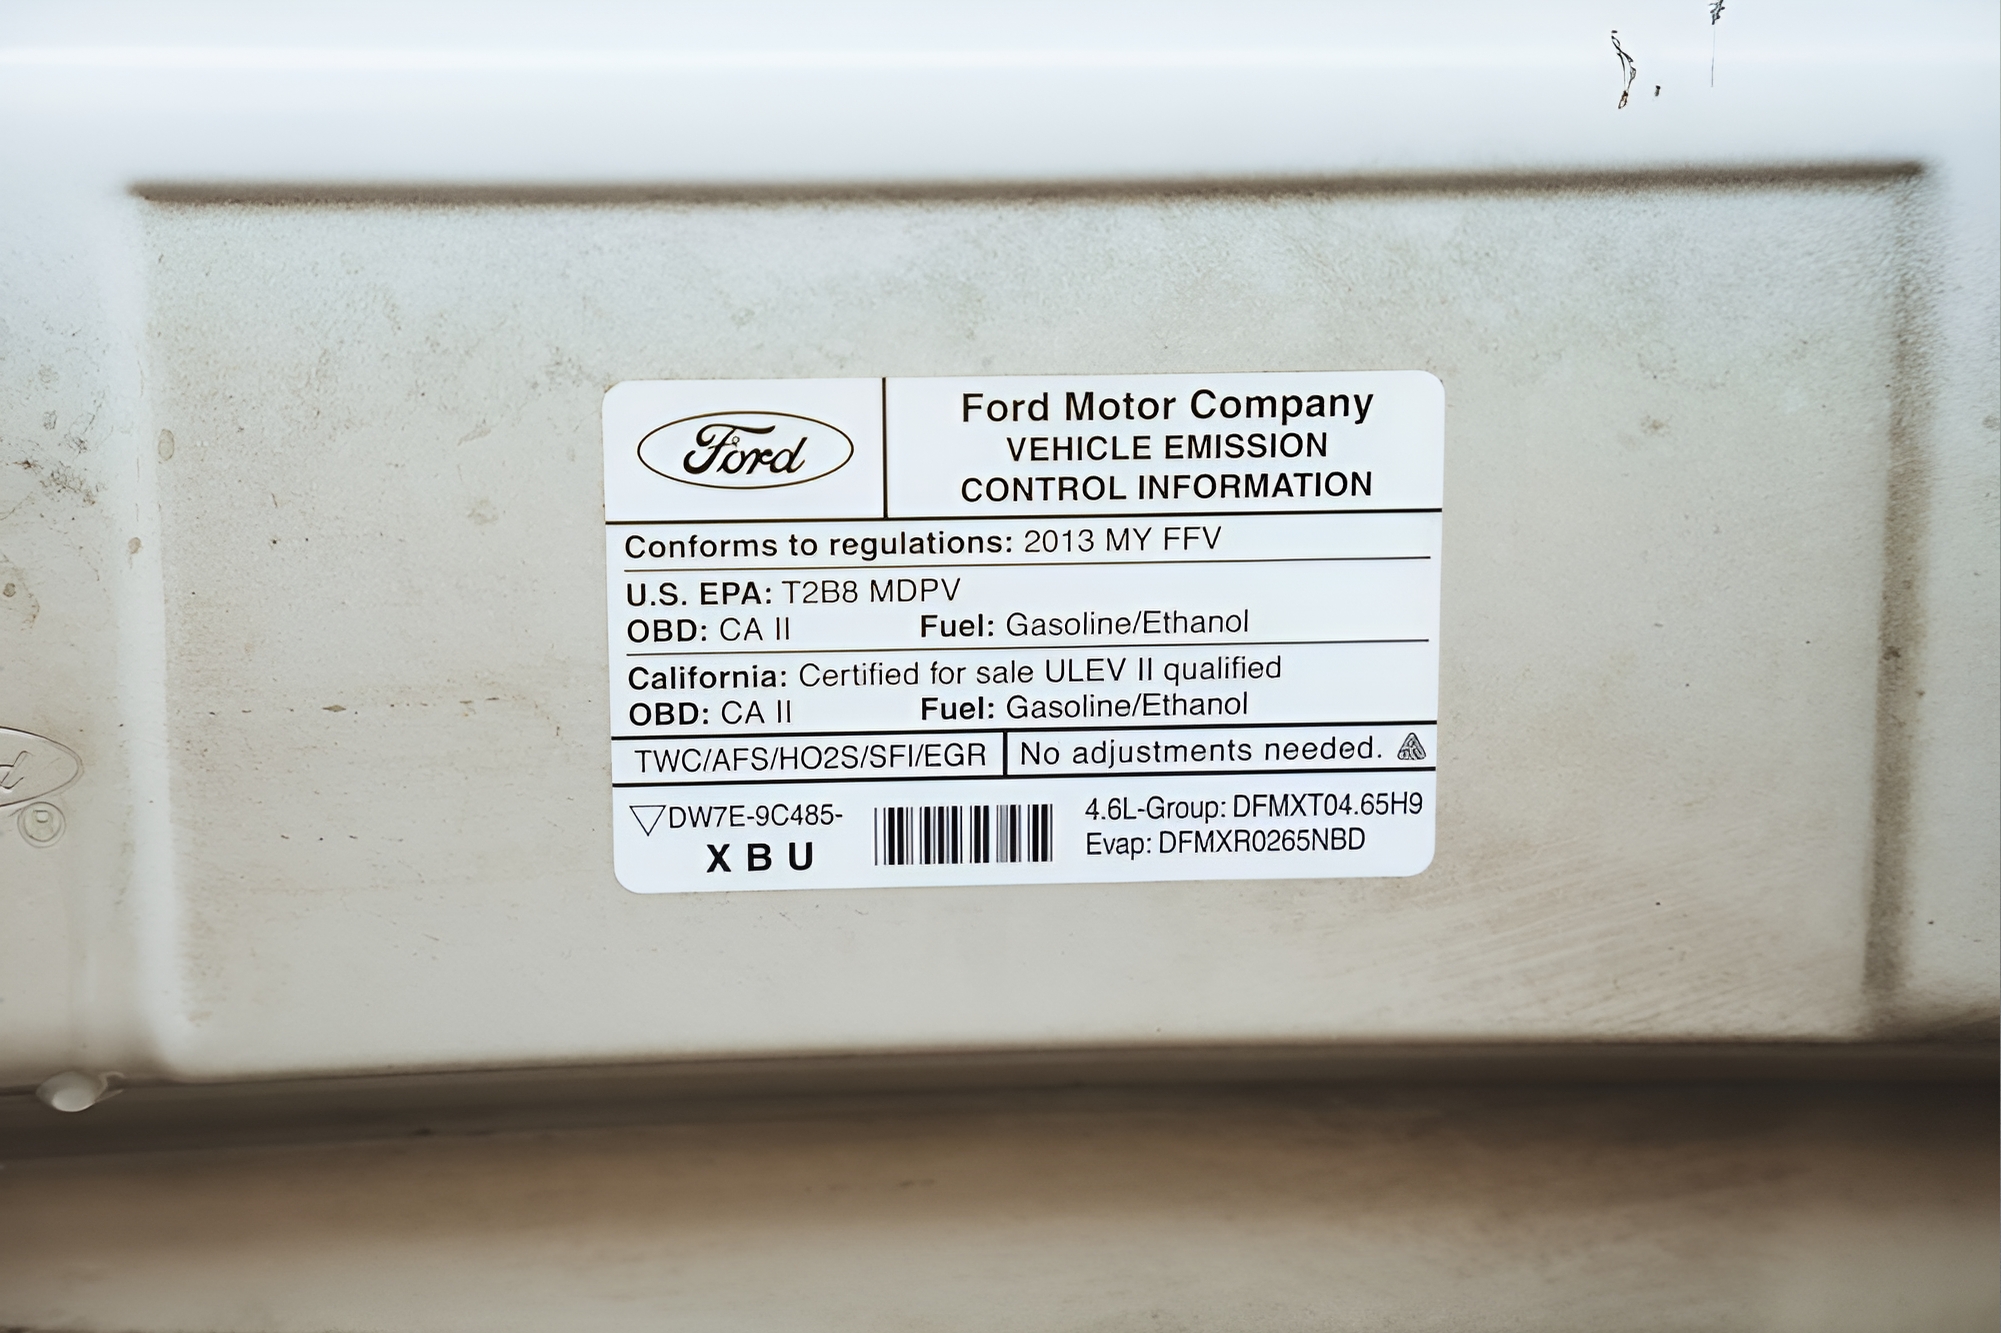 Ford
Ford Motor Company
VEHICLE EMISSION
CONTROL INFORMATION
Conforms to regulations: 2013 MY FFV
U.S. EPA: T2B8 MDPV
OBD: CA II Fuel: Gasoline/Ethanol
California: Certified for sale ULEV II qualified
OBD: CA II Fuel: Gasoline/Ethanol
TWC/AFS/HO2S/SFI/EGR No adjustments needed.
DW7E-9C485-
X B U
4.6L-Group: DFMXT04.65H9
Evap: DFMXR0265NBD